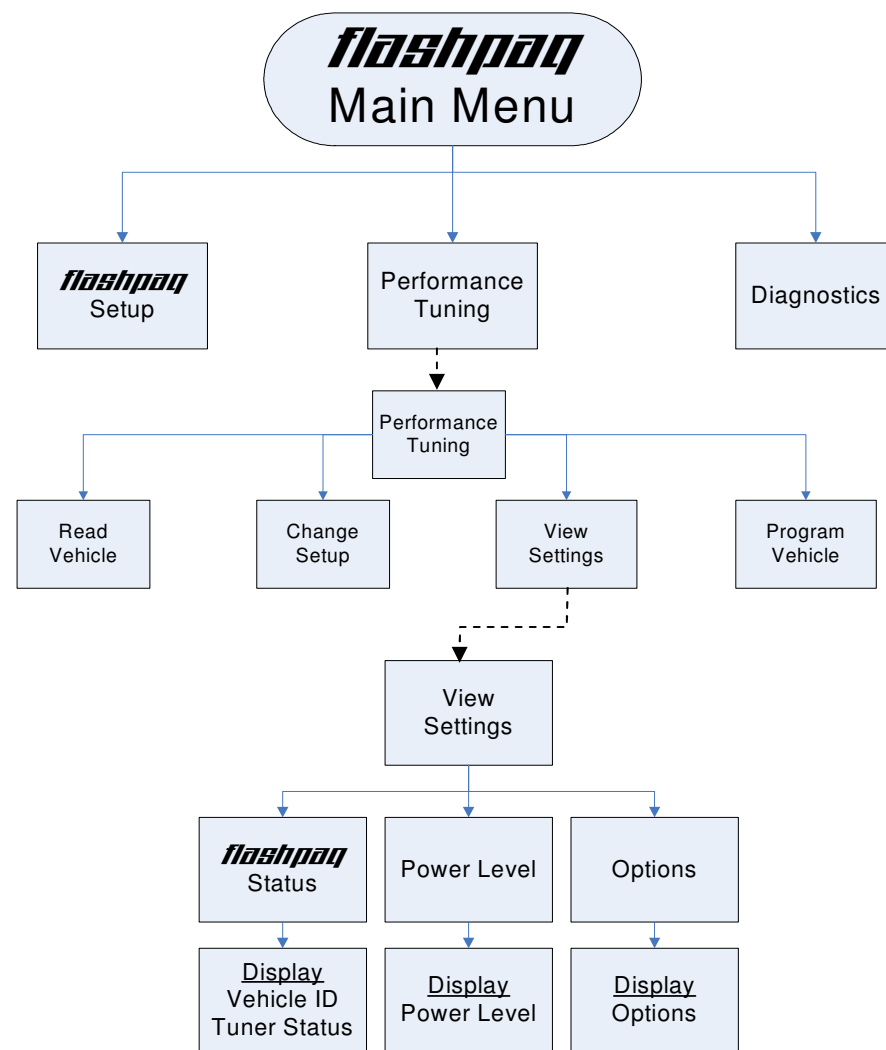 flashpaq
Main Menu
flashpaq
Setup
Performance
Tuning
Diagnostics
Performance
Tuning
Read
Vehicle
Change
Setup
View
Settings
Program
Vehicle
View
Settings
flashpaq
Status
Power Level
Options
Display
Vehicle ID
Tuner Status
Display
Power Level
Display
Options